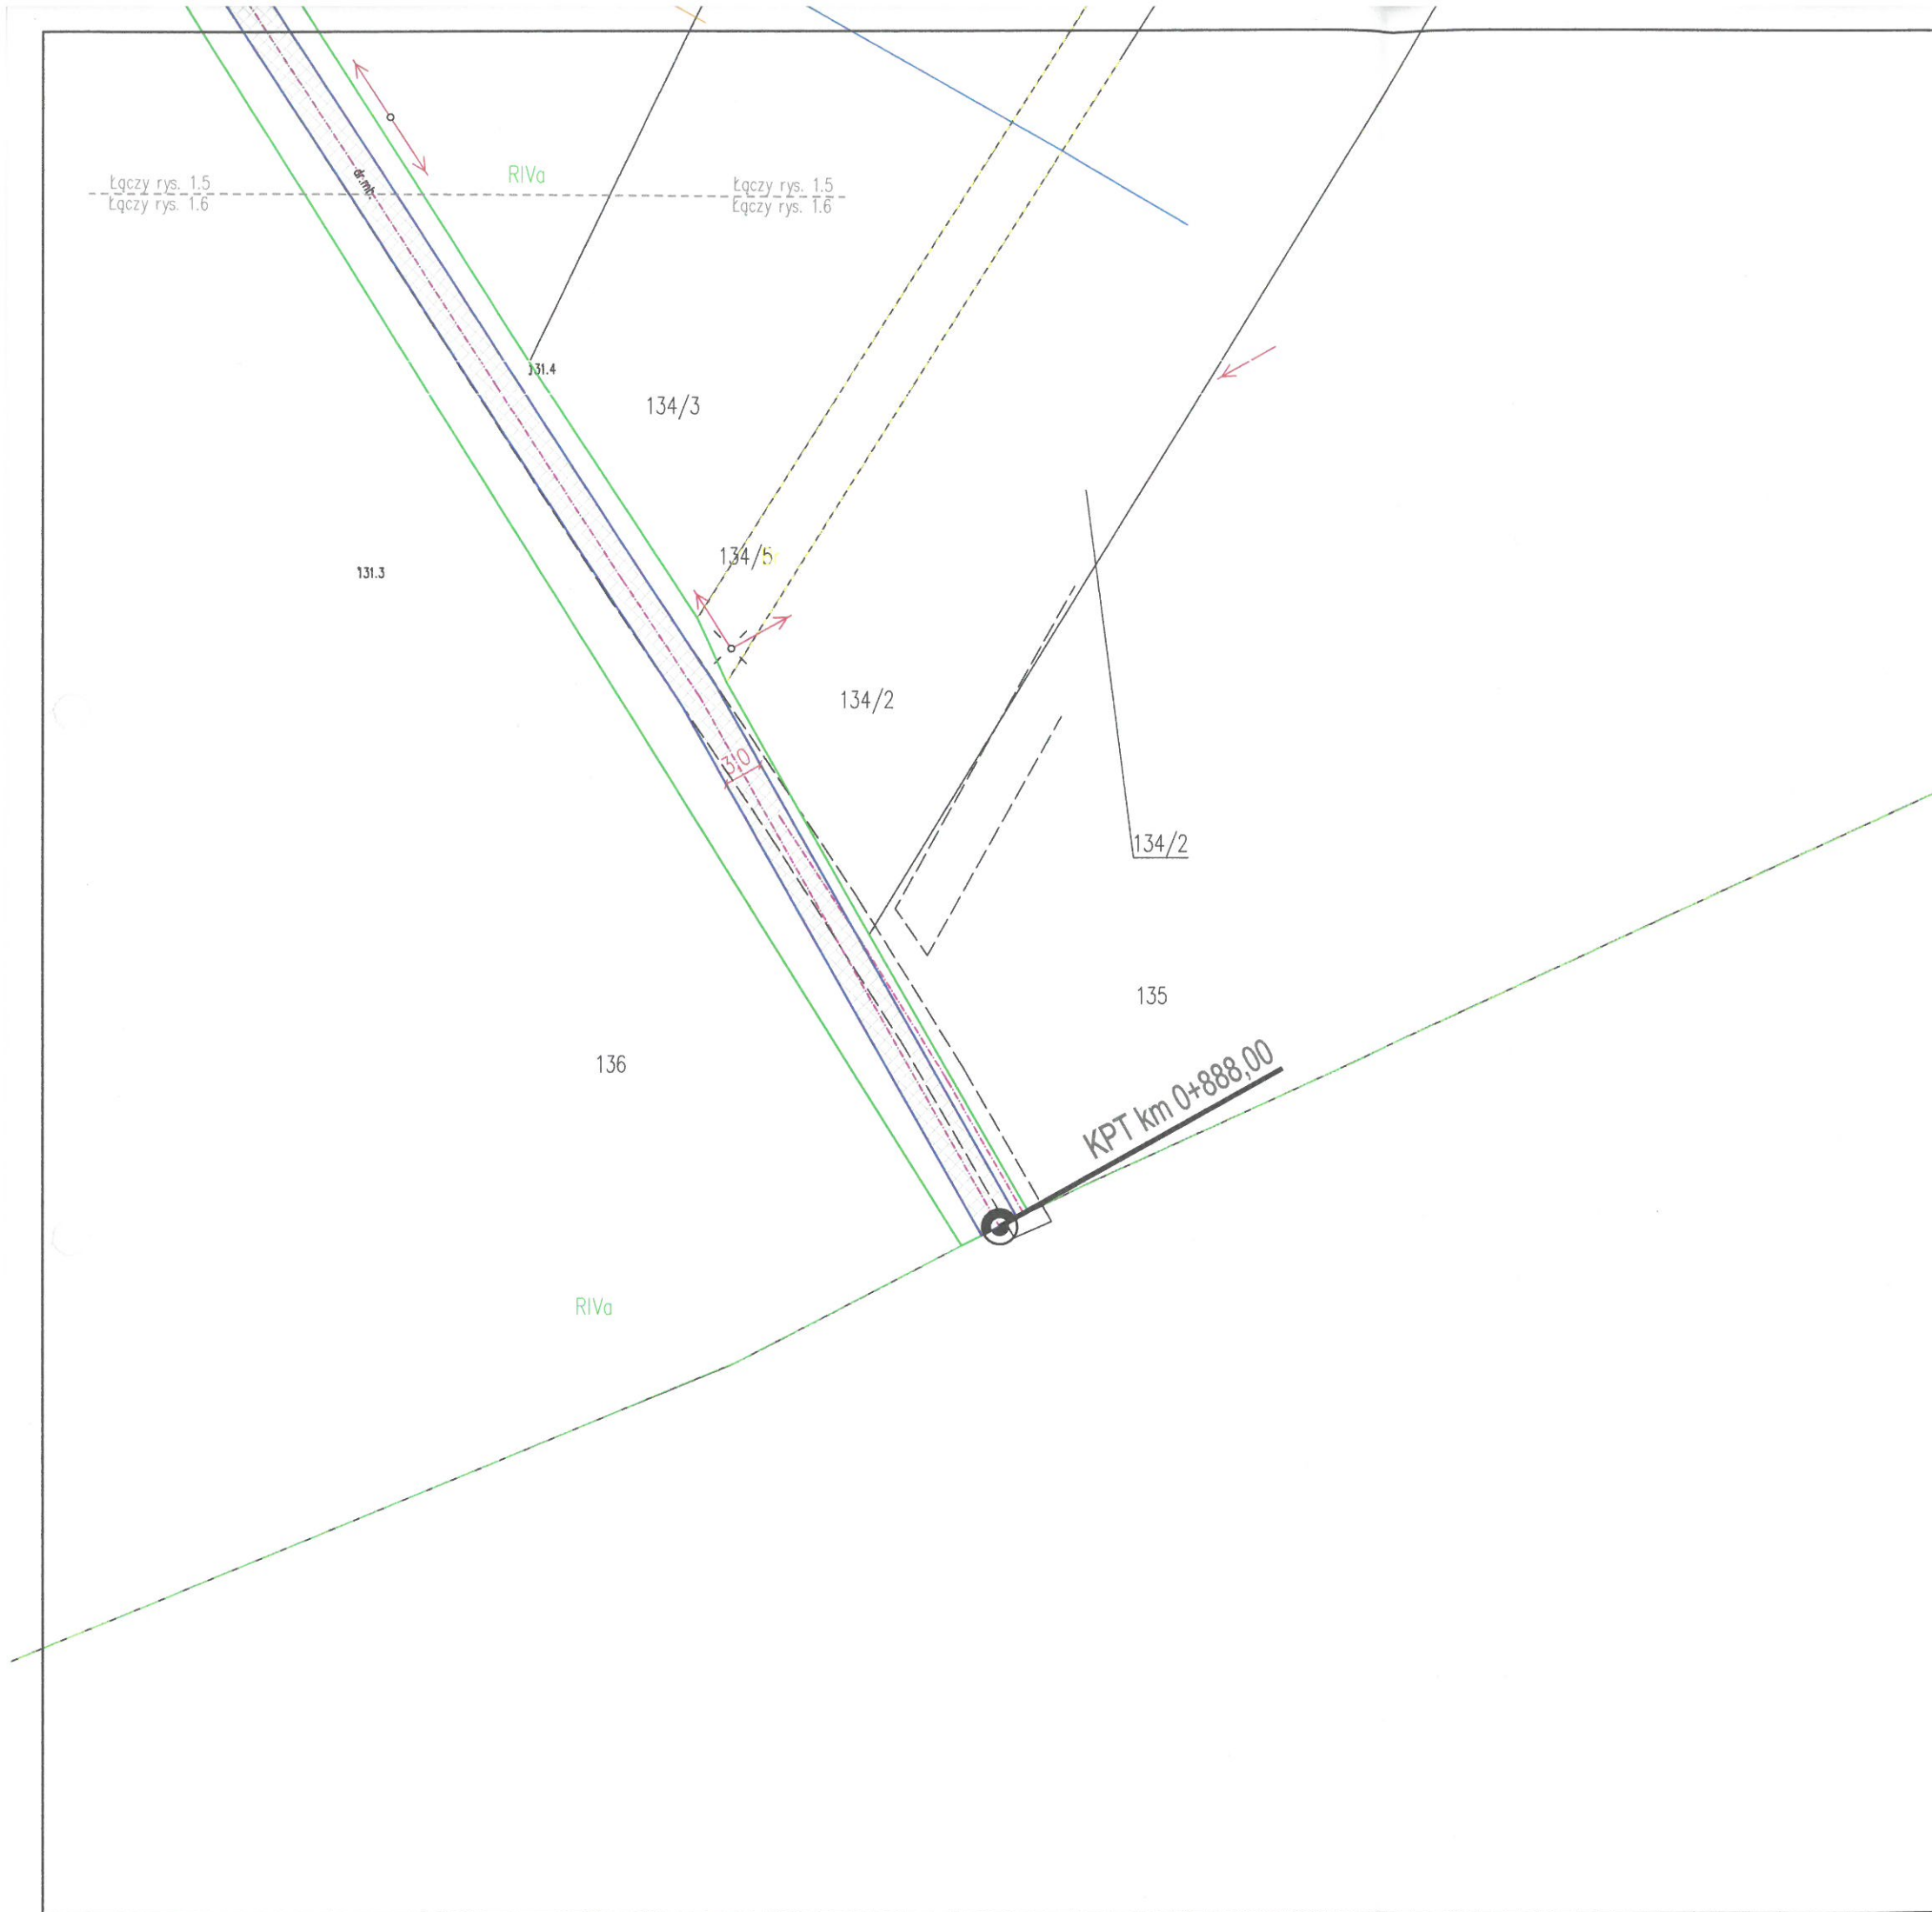 RIVa
Łączy rys. 1.5
Łączy rys. 1.6
Łączy rys. 1.5
Łączy rys. 1.6
dr.mb.
131.4
134/3
134/5
131.3
134/2
3.0
134/2
135
KPT km 0+888,00
136
RIVa